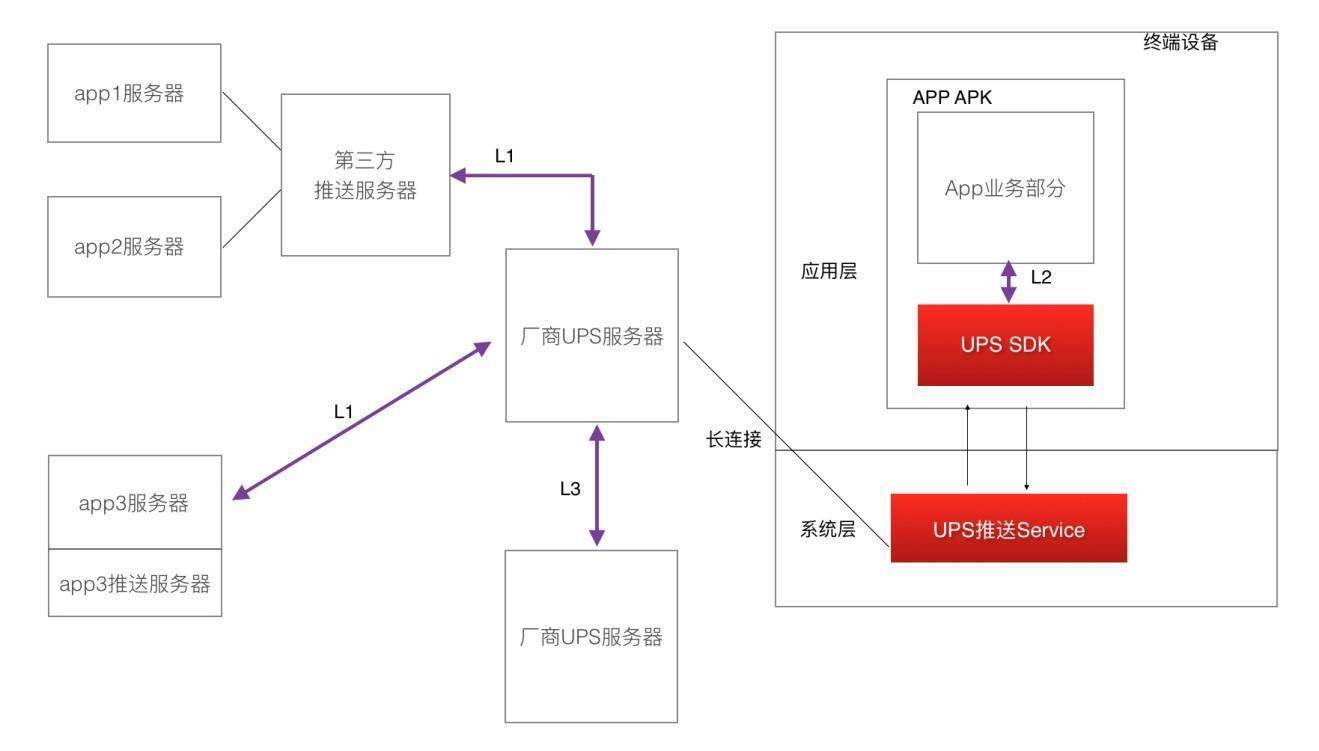 终端设备
app1服务器
APP APK
第三方
推送服务器
L1
App业务部分
app2服务器
应用层
L2
厂商UPS服务器
UPS SDK
L1
长连接
app3服务器
L3
系统层
UPS推送Service
app3推送服务器
厂商UPS服务器